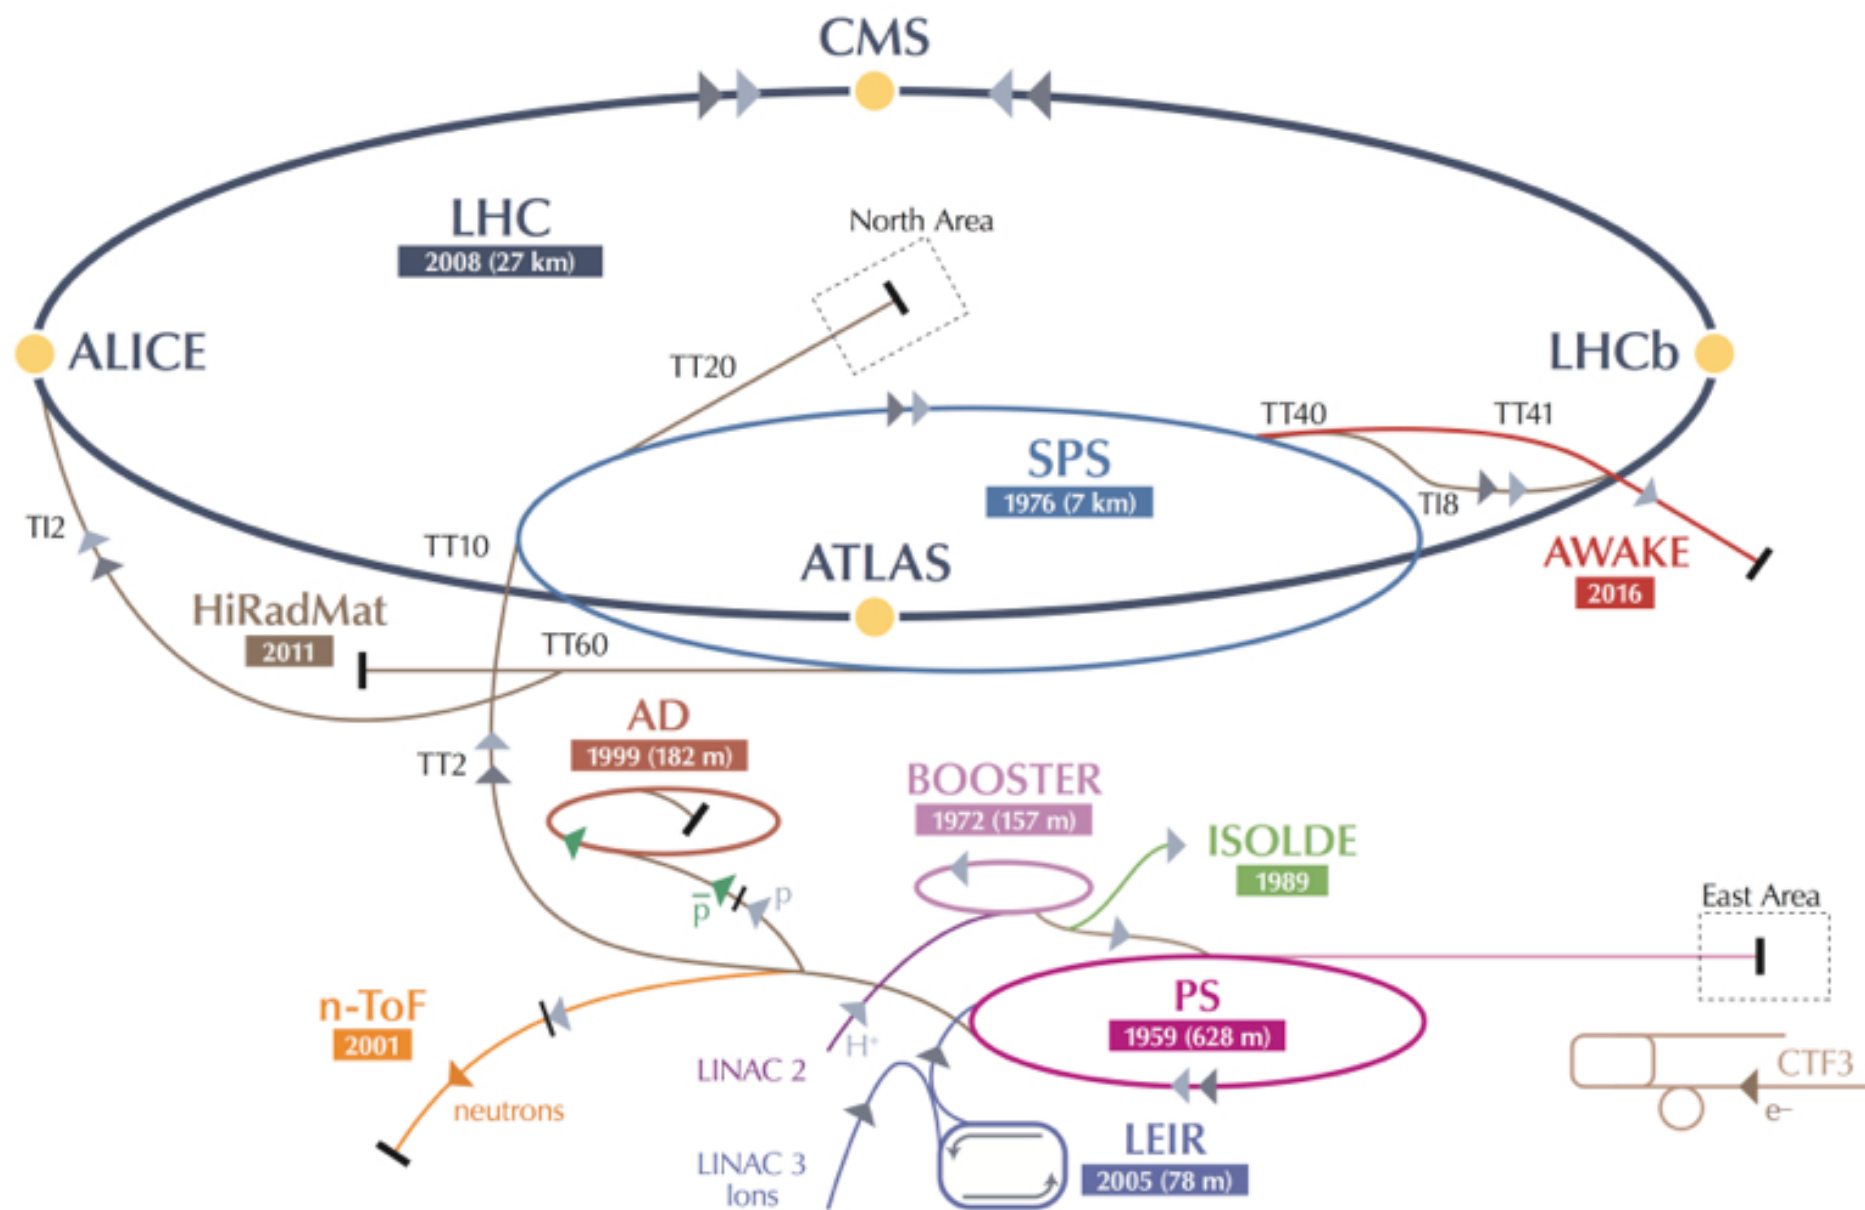 CMS
LHC
2008 (27 km)
North Area
ALICE
LHCb
TT20
TT40
TT41
SPS
1976 (7 km)
TI8
TI2
TT10
ATLAS
AWAKE
2016
HiRadMat
2011
TT60
AD
1999 (182 m)
TT2
BOOSTER
1972 (157 m)
ISOLDE
1989
p
p̄
East Area
n-ToF
2001
PS
1959 (628 m)
H⁺
LINAC 2
CTF3
neutrons
e–
LEIR
2005 (78 m)
LINAC 3
Ions